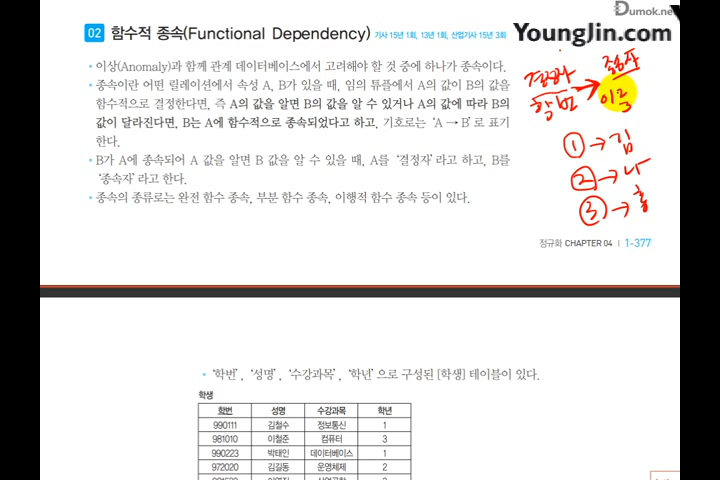 Dumok.ne
YoungJin.com
02 함수적 종속(Functional Dependency) 기사 15년 1회, 13년 1회, 산업기사 15년 3회
• 이상(Anomaly)과 함께 관계 데이터베이스에서 고려해야 할 것 중에 하나가 종속이다.
• 종속이란 어떤 릴레이션에서 속성 A, B가 있을 때, 임의 튜플에서 A의 값이 B의 값을
함수적으로 결정한다면, 즉 A의 값을 알면 B의 값을 알 수 있거나 A의 값에 따라 B의
값이 달라진다면, B는 A에 함수적으로 종속되었다고 하고, 기호로는 ‘A → B’로 표기
한다.
• B가 A에 종속되어 A 값을 알면 B 값을 알 수 있을 때, A를 ‘결정자’라고 하고, B를
‘종속자’라고 한다.
• 종속의 종류로는 완전 함수 종속, 부분 함수 종속, 이행적 함수 종속 등이 있다.
결정자 종속자
학번 → 이름
① → 김
② → 나
③ → 홍
정규화 CHAPTER 04 | 1-377
• ‘학번’, ‘성명’, ‘수강과목’, ‘학년’으로 구성된 [학생] 테이블이 있다.
학생
학번 성명 수강과목 학년
990111 김철수 정보통신 1
981010 이철준 컴퓨터 3
990223 박태인 데이터베이스 1
972020 김길동 운영체제 2